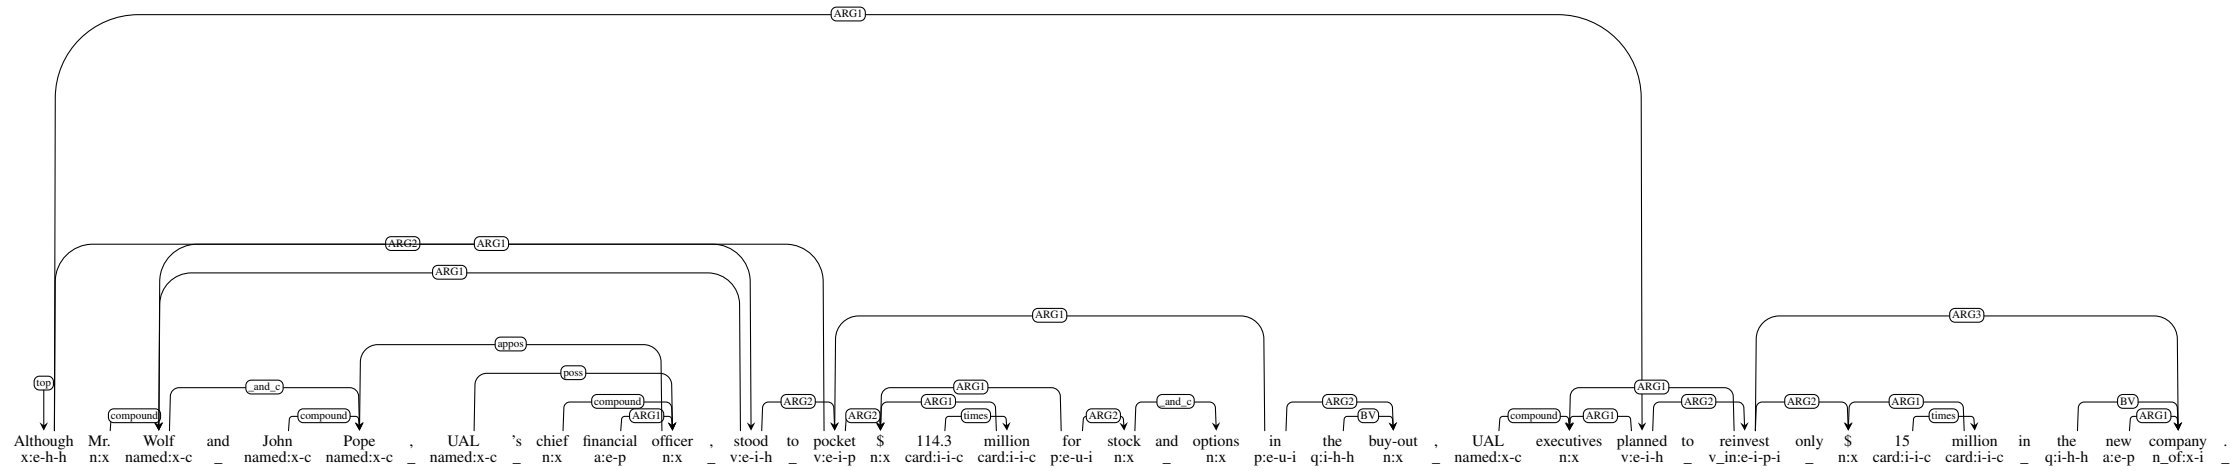 ARG1
ARG2 ARG1
ARG1
ARG1 ARG3
appos
poss
top _and_c ARG1 ARG1
compound ARG2 ARG1 _and_c ARG2 ARG2 ARG1 BV
compound compound ARG1 ARG2 times ARG2 BV compound ARG1 times ARG1
Although Mr. Wolf and John Pope , UAL 's chief financial officer , stood to pocket $ 114.3 million for stock and options in the buy-out , UAL executives planned to reinvest only $ 15 million in the new company .
x:e-h-h n:x named:x-c _ named:x-c named:x-c _ named:x-c _ n:x a:e-p n:x _ v:e-i-h _ v:e-i-p n:x card:i-i-c card:i-i-c p:e-u-i n:x _ n:x p:e-u-i q:i-h-h n:x _ named:x-c n:x v:e-i-h _ v_in:e-i-p-i _ n:x card:i-i-c card:i-i-c _ q:i-h-h a:e-p n_of:x-i _